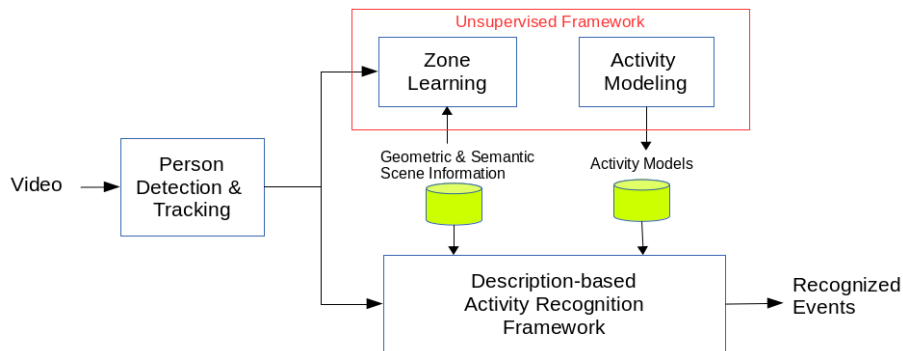 Unsupervised Framework
Zone
Learning
Activity
Modeling
Geometric & Semantic
Scene Information
Activity Models
Person
Detection &
Tracking
Video
Description-based
Activity Recognition
Framework
Recognized
Events